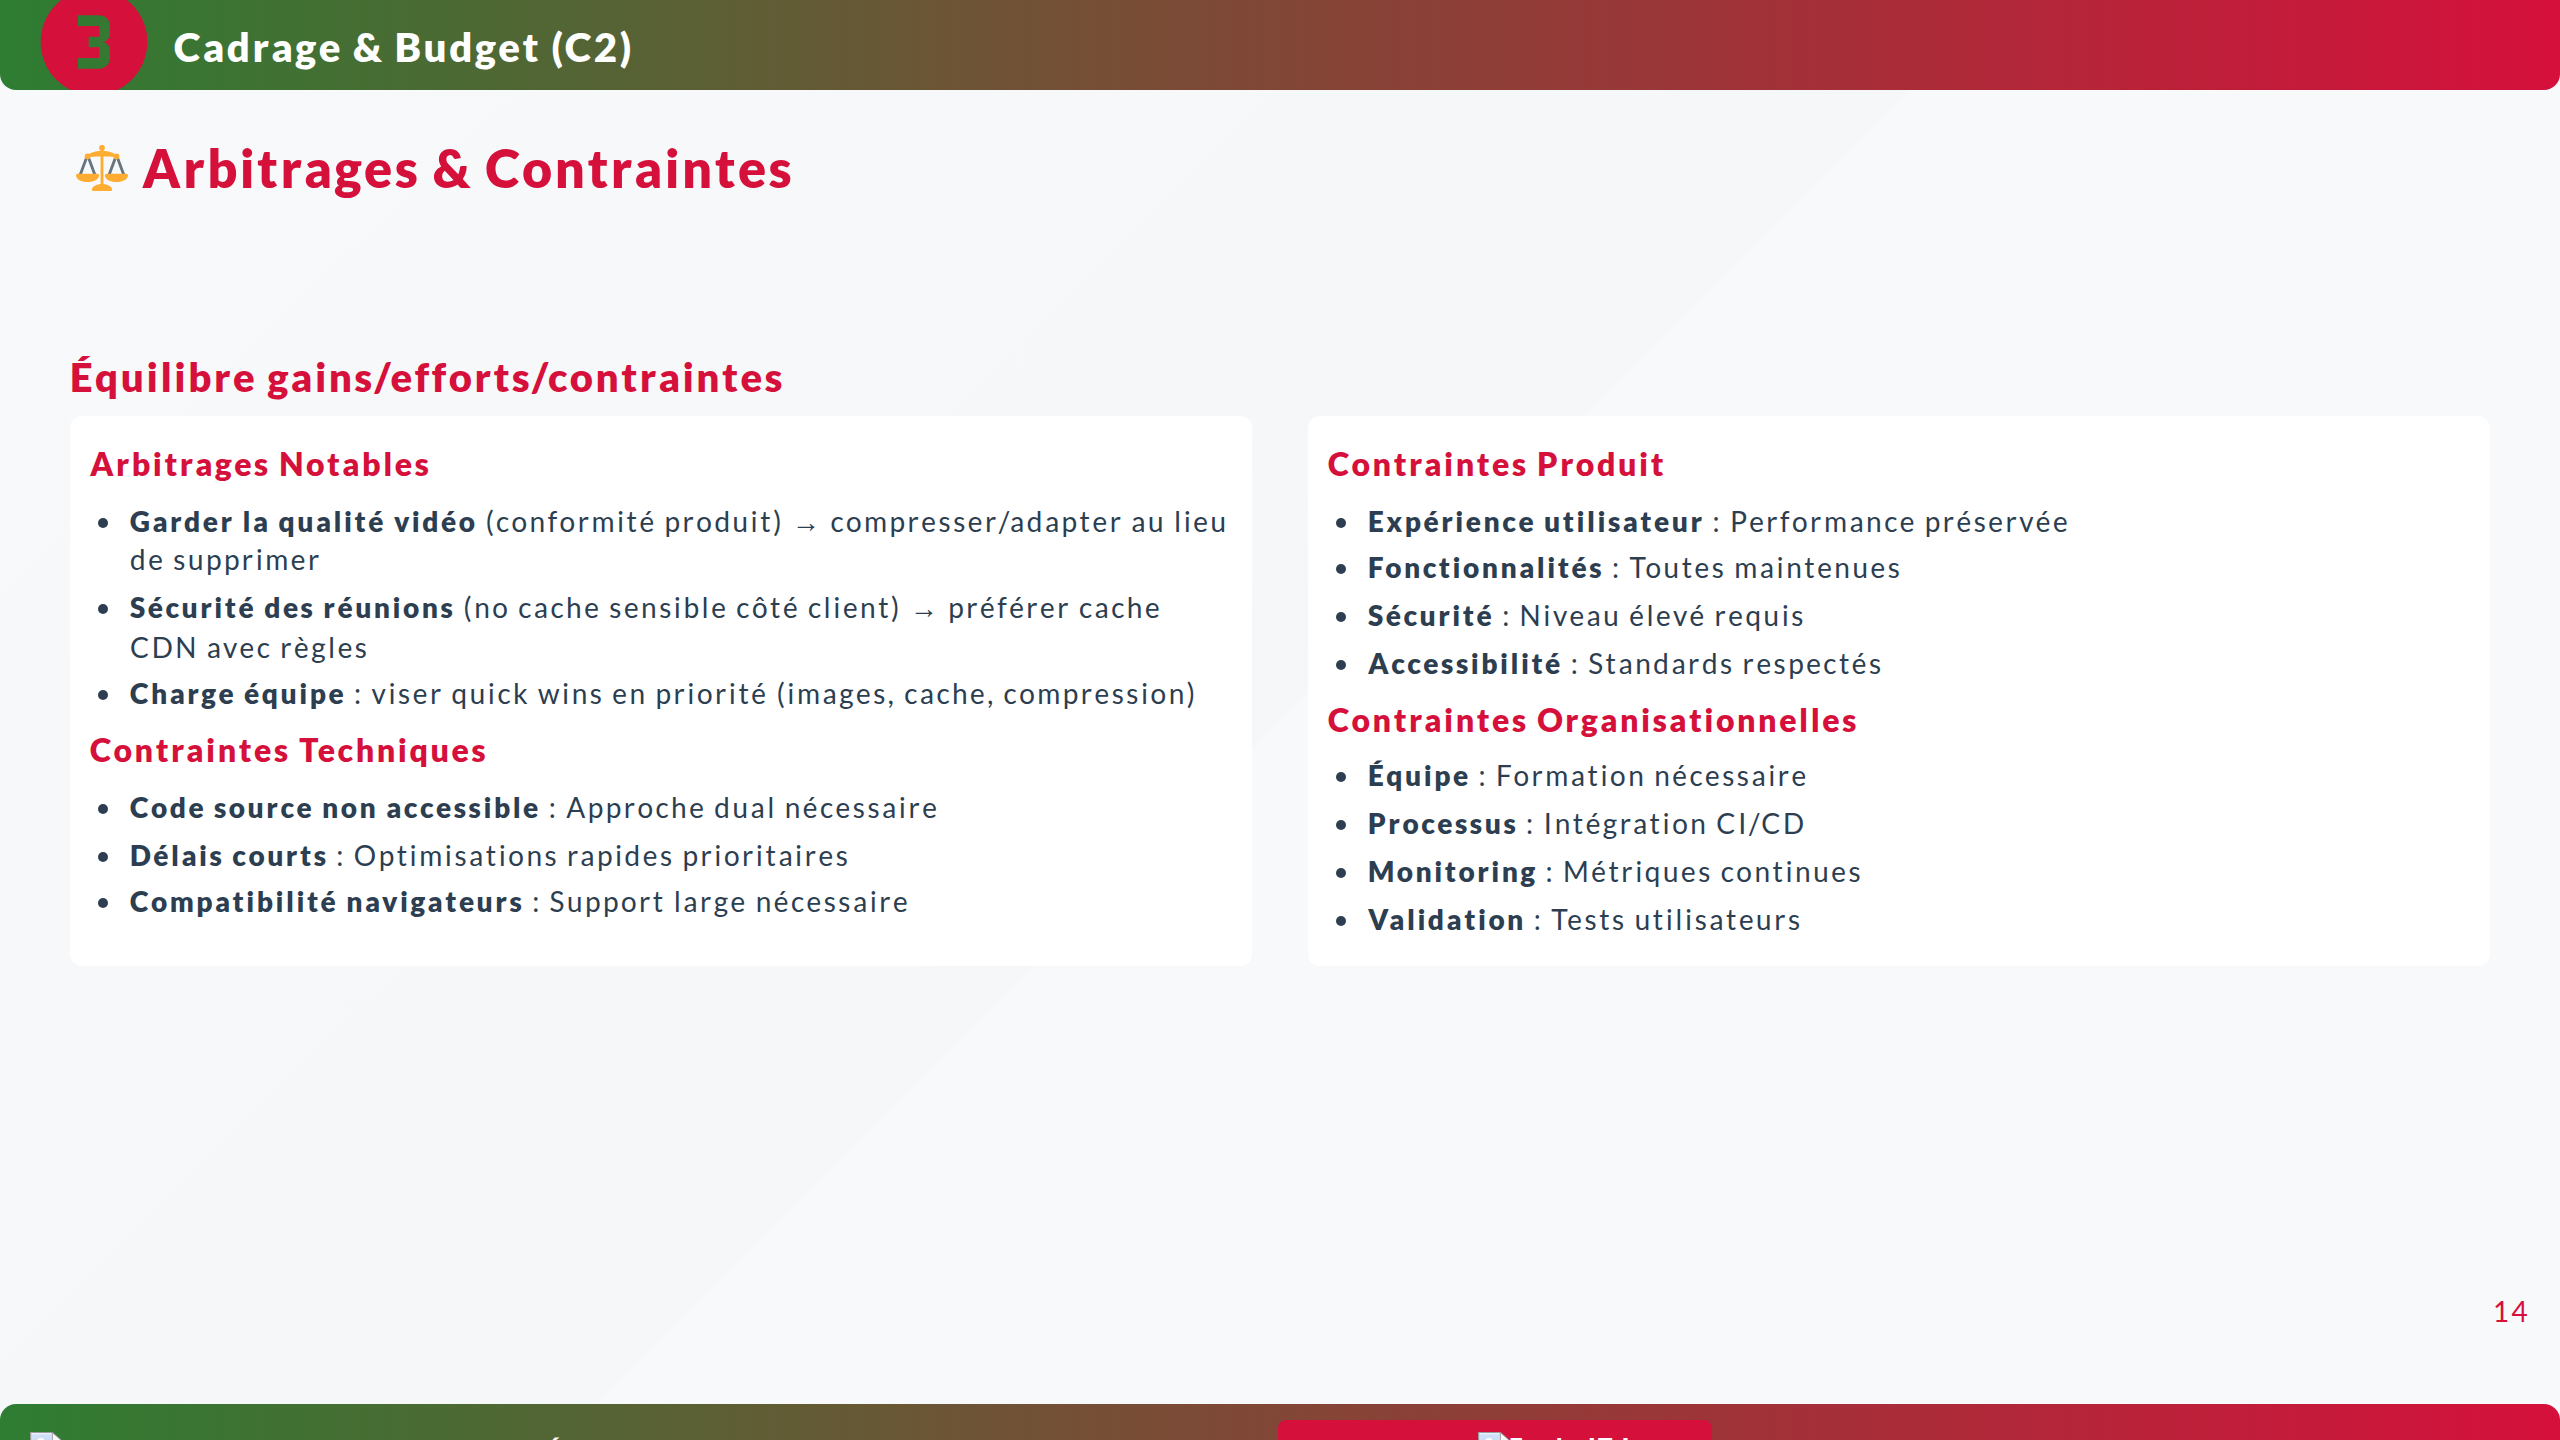 3
Cadrage & Budget (C2)
Arbitrages & Contraintes
Équilibre gains/efforts/contraintes
Arbitrages Notables
Garder la qualité vidéo (conformité produit) → compresser/adapter au lieu
de supprimer
Sécurité des réunions (no cache sensible côté client) → préférer cache
CDN avec règles
Charge équipe : viser quick wins en priorité (images, cache, compression)
Contraintes Techniques
Code source non accessible : Approche dual nécessaire
Délais courts : Optimisations rapides prioritaires
Compatibilité navigateurs : Support large nécessaire
Contraintes Produit
Expérience utilisateur : Performance préservée
Fonctionnalités : Toutes maintenues
Sécurité : Niveau élevé requis
Accessibilité : Standards respectés
Contraintes Organisationnelles
Équipe : Formation nécessaire
Processus : Intégration CI/CD
Monitoring : Métriques continues
Validation : Tests utilisateurs
14